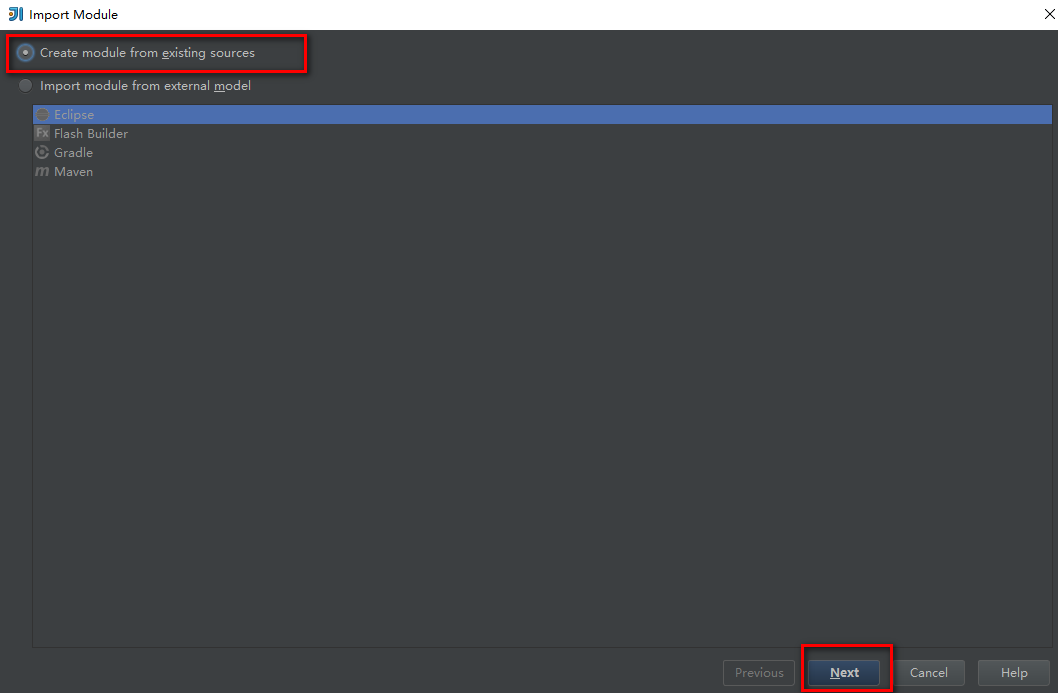 Import Module
Create module from existing sources
Import module from external model
Eclipse
Fx Flash Builder
Gradle
m Maven
Previous Next Cancel Help